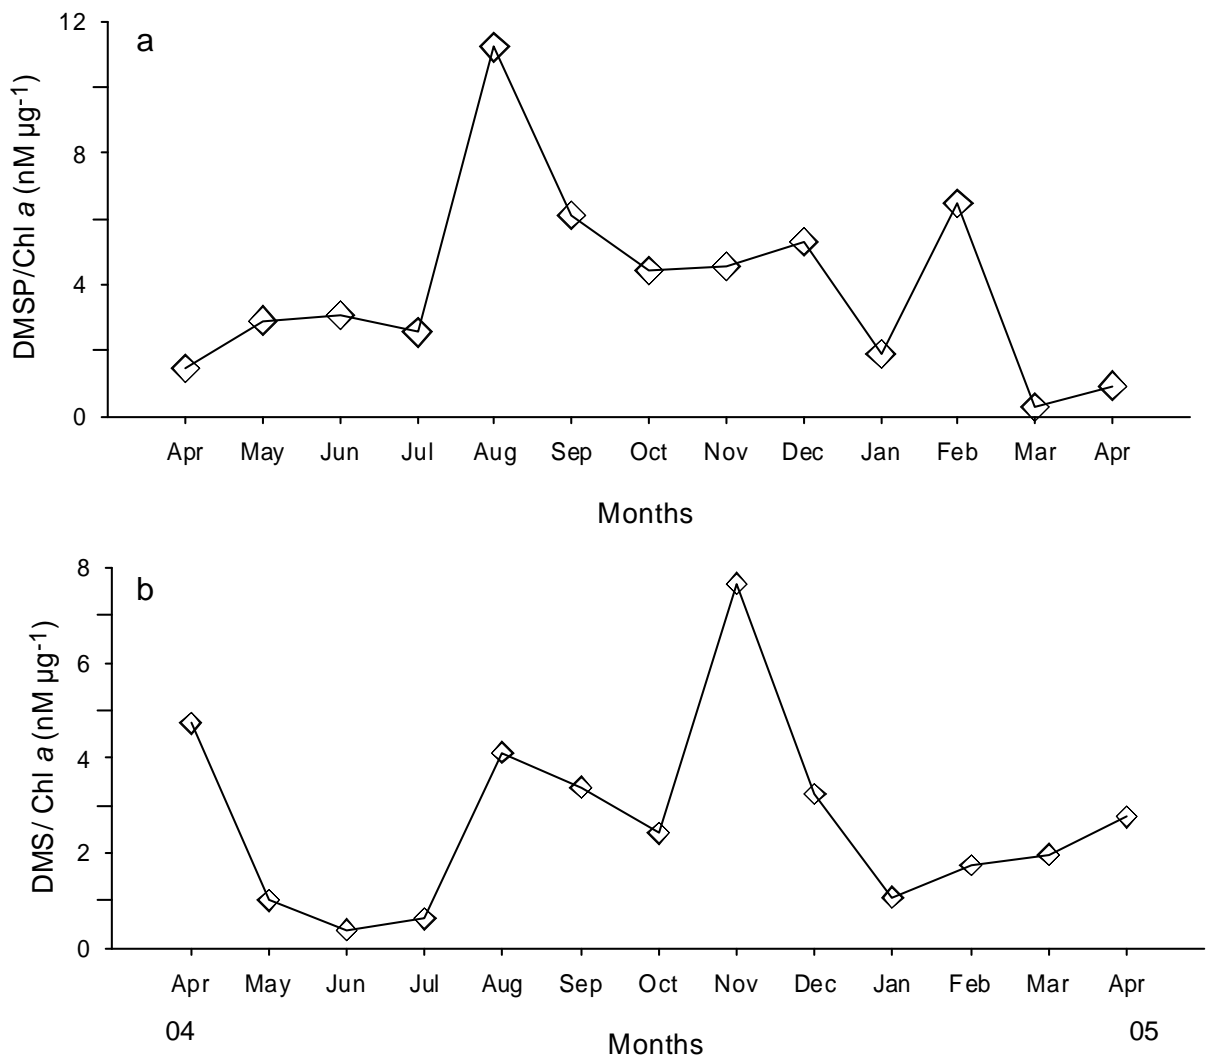 a
DMSP/Chl a (nM µg-1)
12
8
4
0
Apr May Jun Jul Aug Sep Oct Nov Dec Jan Feb Mar Apr
Months
b
DMS/ Chl a (nM µg-1)
8
6
4
2
0
Apr May Jun Jul Aug Sep Oct Nov Dec Jan Feb Mar Apr
04 05
Months